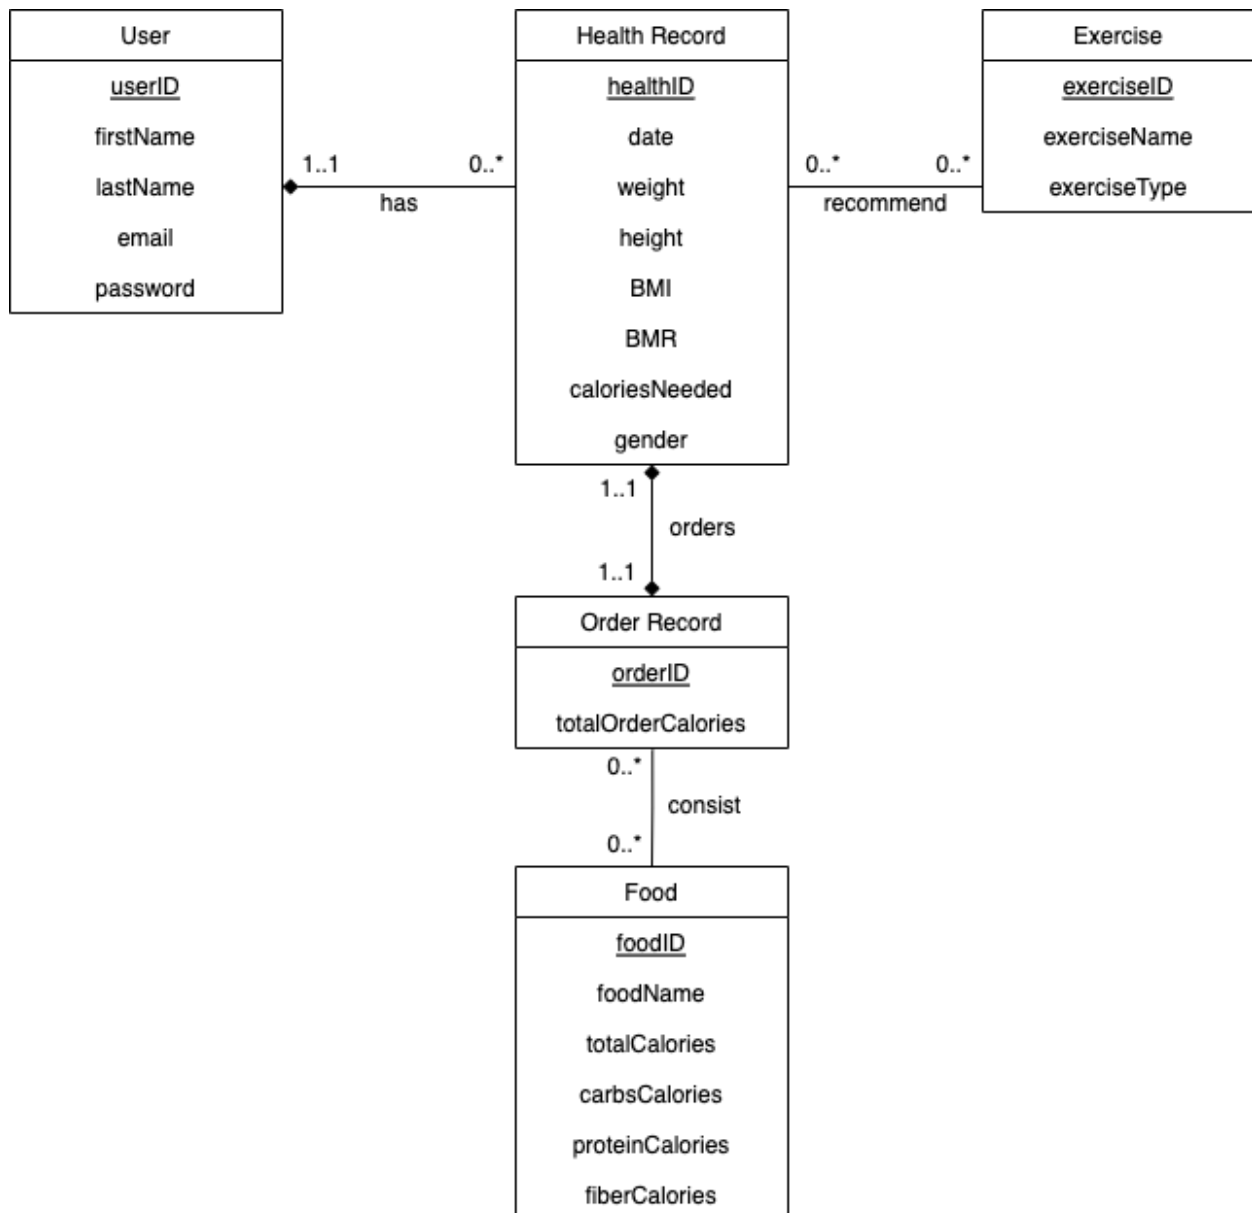 User
userID
firstName
lastName
email
password
1..1
0..*
has
Health Record
healthID
date
weight
height
BMI
BMR
caloriesNeeded
gender
0..*
0..*
recommend
Exercise
exerciseID
exerciseName
exerciseType
1..1
orders
1..1
Order Record
orderID
totalOrderCalories
0..*
consist
0..*
Food
foodID
foodName
totalCalories
carbsCalories
proteinCalories
fiberCalories